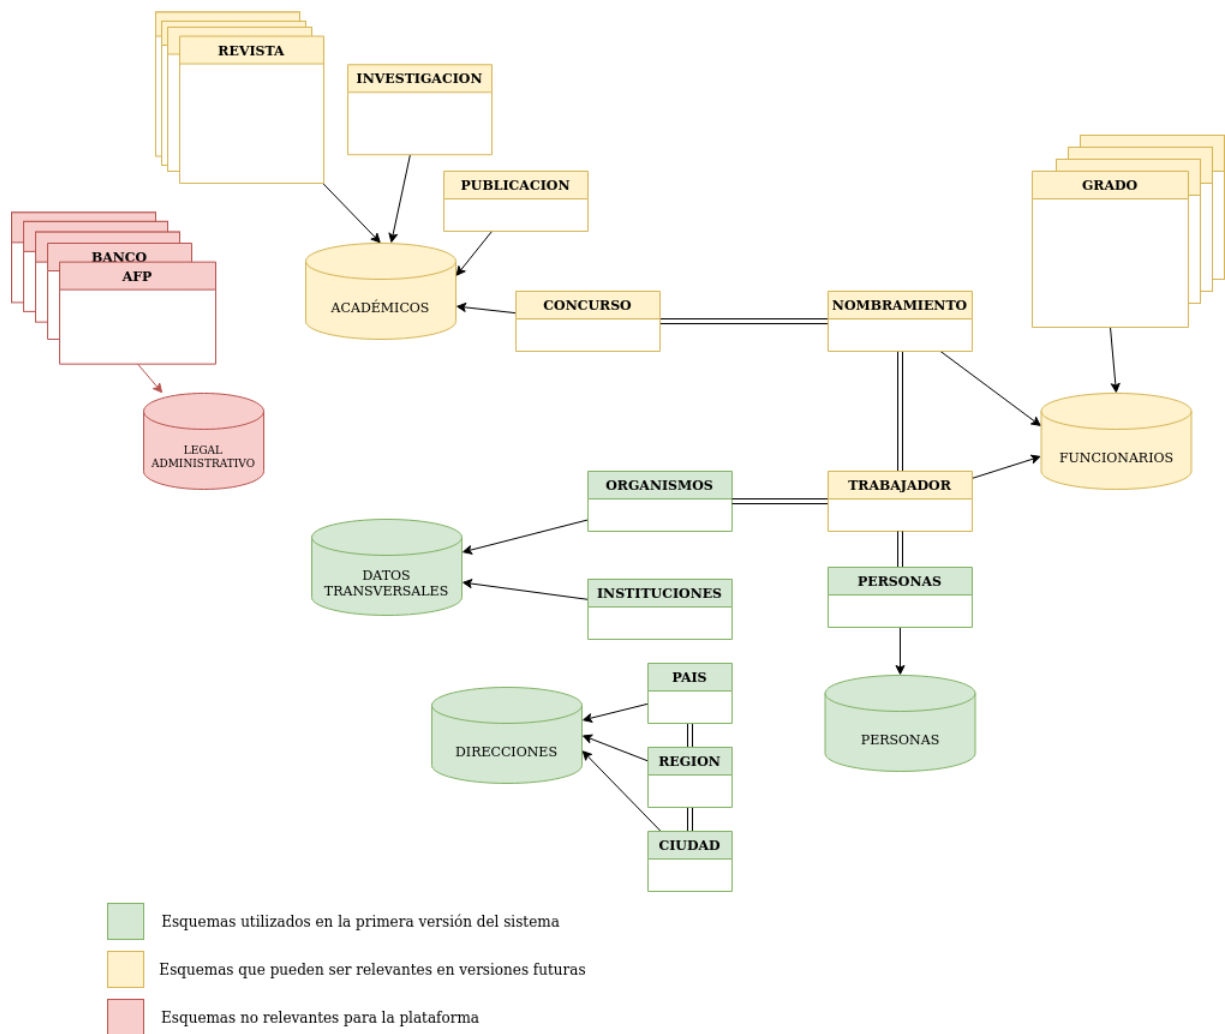 REVISTA
INVESTIGACION
PUBLICACION
GRADO
BANCO
AFP
ACADÉMICOS
CONCURSO
NOMBRAMIENTO
LEGAL
ADMINISTRATIVO
FUNCIONARIOS
ORGANISMOS
TRABAJADOR
DATOS
TRANSVERSALES
INSTITUCIONES
PERSONAS
PAIS
DIRECCIONES
PERSONAS
REGION
CIUDAD
Esquemas utilizados en la primera versión del sistema
Esquemas que pueden ser relevantes en versiones futuras
Esquemas no relevantes para la plataforma